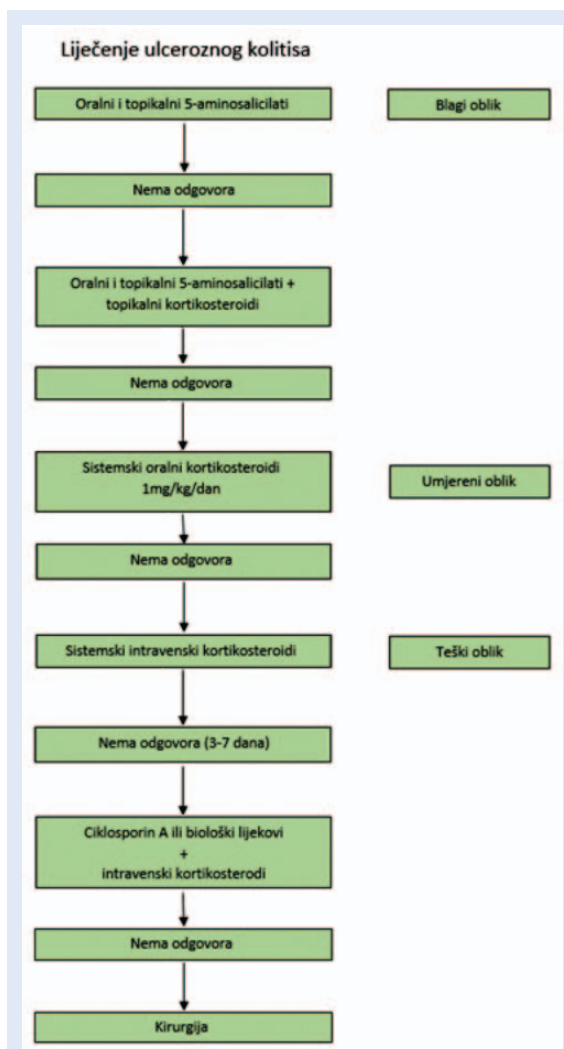 Liječenje ulceroznog kolitisa
Oralni i topikalni 5-aminosalicilati
Blagi oblik
Nema odgovora
Oralni i topikalni 5-aminosalicilati +
topikalni kortikosteroidi
Nema odgovora
Sistemski oralni kortikosteroidi
1mg/kg/dan
Umjereni oblik
Nema odgovora
Sistemski intravenski kortikosteroidi
Teški oblik
Nema odgovora (3-7 dana)
Ciklosporin A ili biološki lijekovi
+
intravenski kortikosterodi
Nema odgovora
Kirurgija